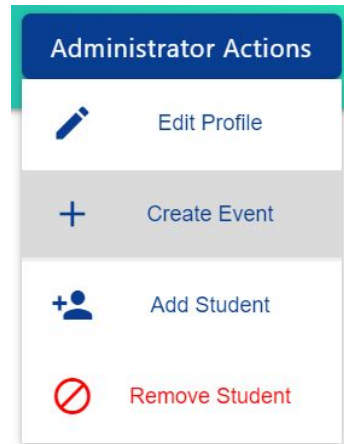 Administrator Actions
Edit Profile
Create Event
Add Student
Remove Student